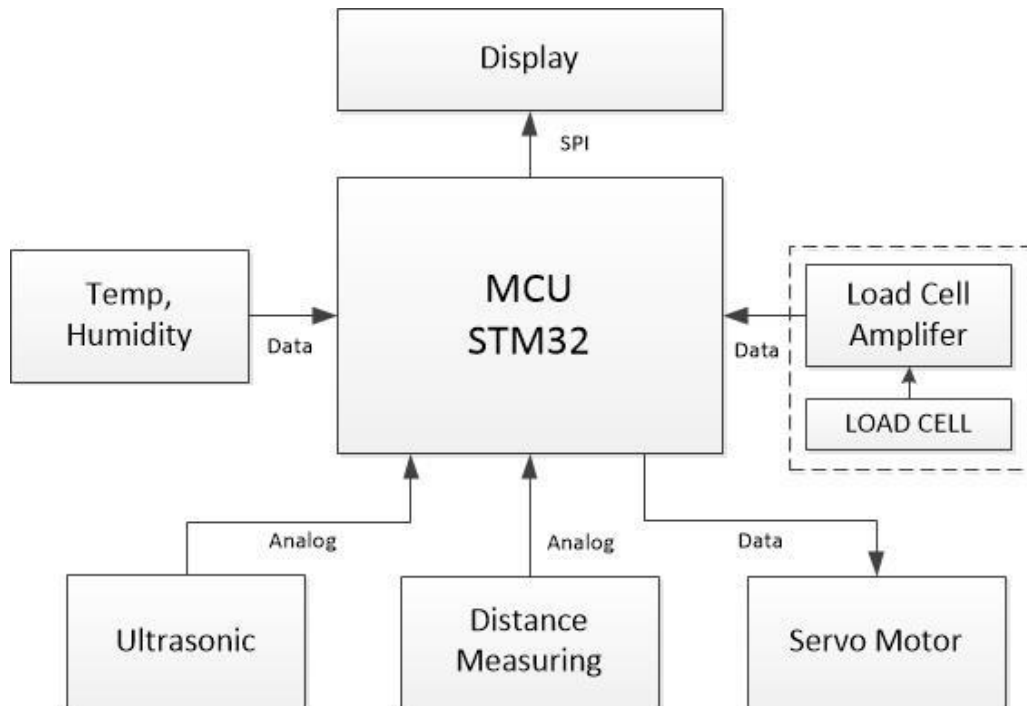 Display
SPI
MCU
STM32
Temp,
Humidity
Data
Load Cell
Amplifer
Data
LOAD CELL
Analog
Analog
Data
Ultrasonic
Distance
Measuring
Servo Motor